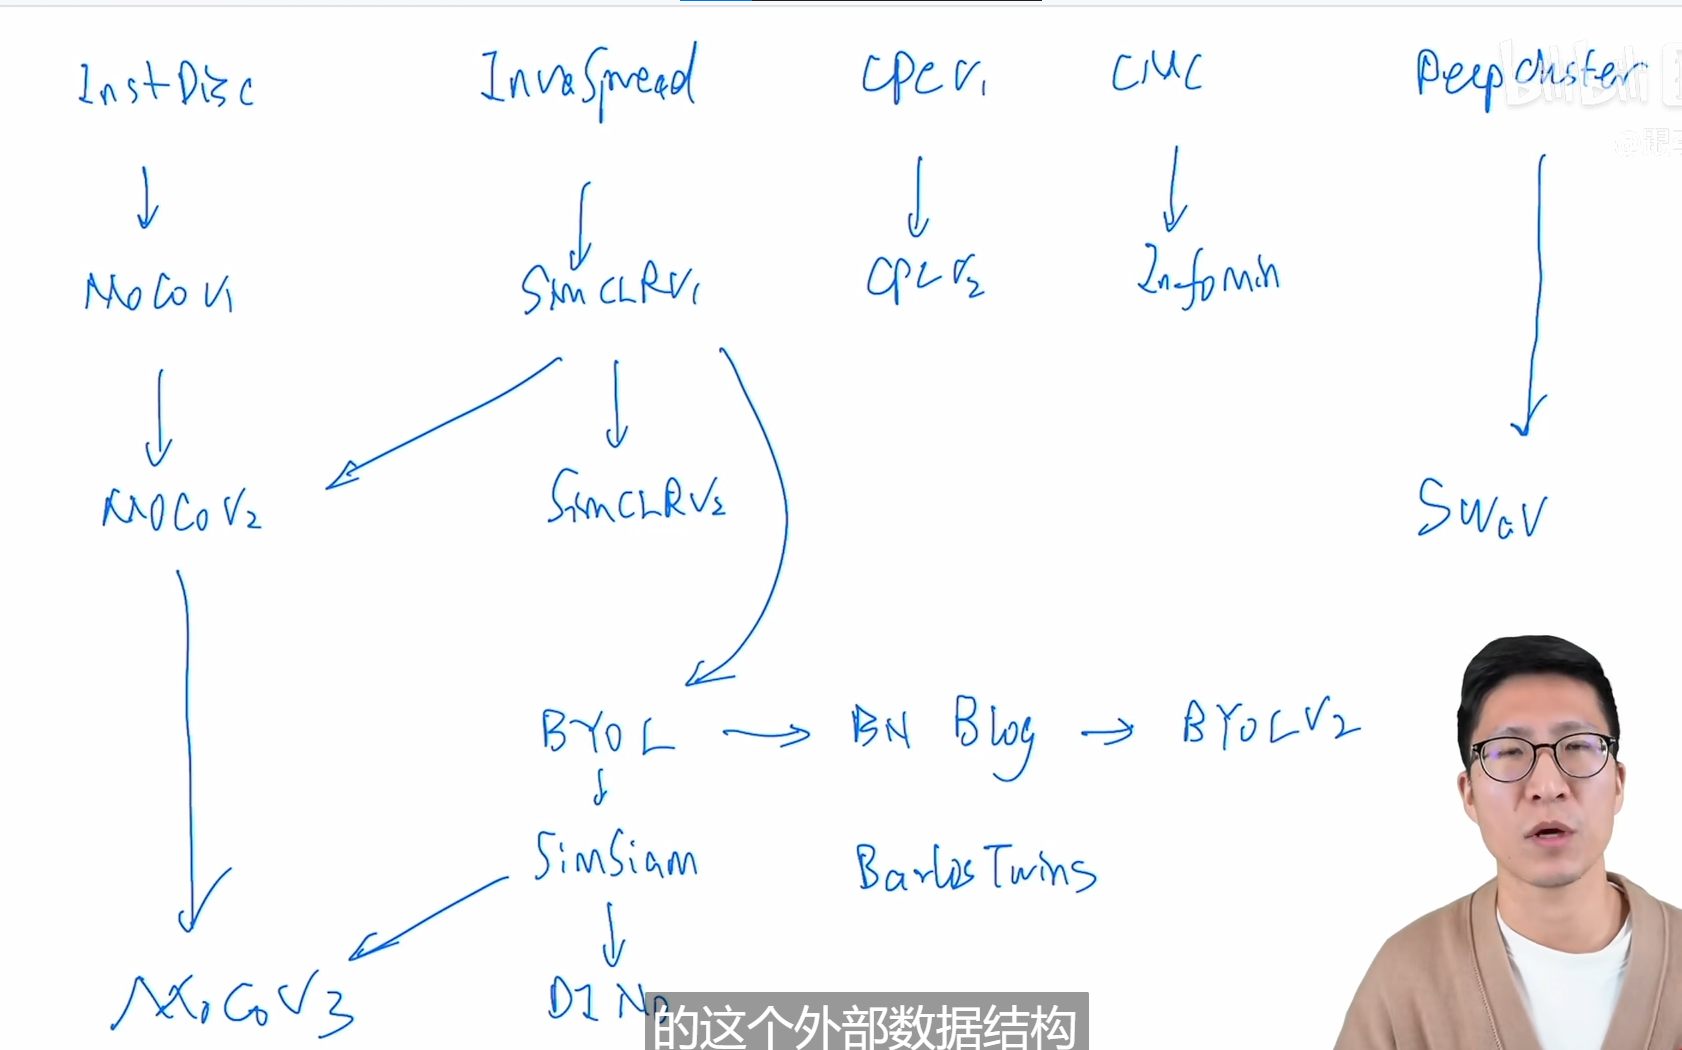 InstDisc InvaSpread CPC V1 CMC DeepCluster
bilibili
MoCo V1 SimCLR V1 CPC V2 Infomin
MoCo V2 SimCLR V2 SWaV
BYOL BN Blog BYOL V2
SimSiam Barlos Twins
MoCo V3 DINO
的这个外部数据结构